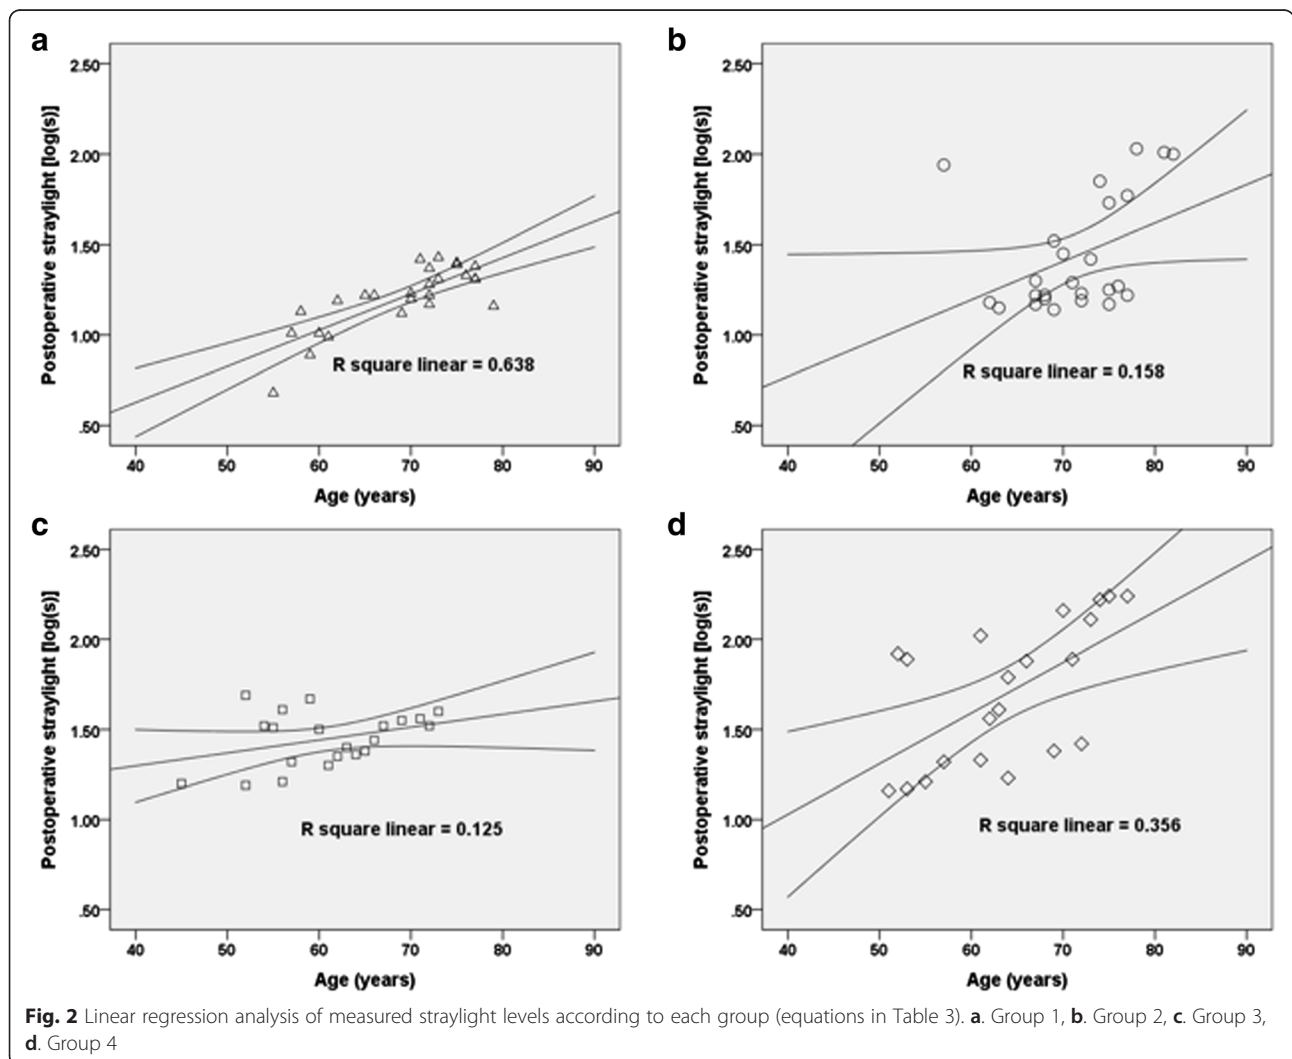 a
2.50
2.00
1.50
1.00
.50
Postoperative straylight [log(s)]
R square linear = 0.638
40 50 60 70 80 90
Age (years)
b
2.50
2.00
1.50
1.00
.50
Postoperative straylight [log(s)]
R square linear = 0.158
40 50 60 70 80 90
Age (years)
c
2.50
2.00
1.50
1.00
.50
Postoperative straylight [log(s)]
R square linear = 0.125
40 50 60 70 80 90
Age (years)
d
2.50
2.00
1.50
1.00
.50
Postoperative straylight [log(s)]
R square linear = 0.356
40 50 60 70 80 90
Age (years)
Fig. 2 Linear regression analysis of measured straylight levels according to each group (equations in Table 3). a. Group 1, b. Group 2, c. Group 3,
d. Group 4